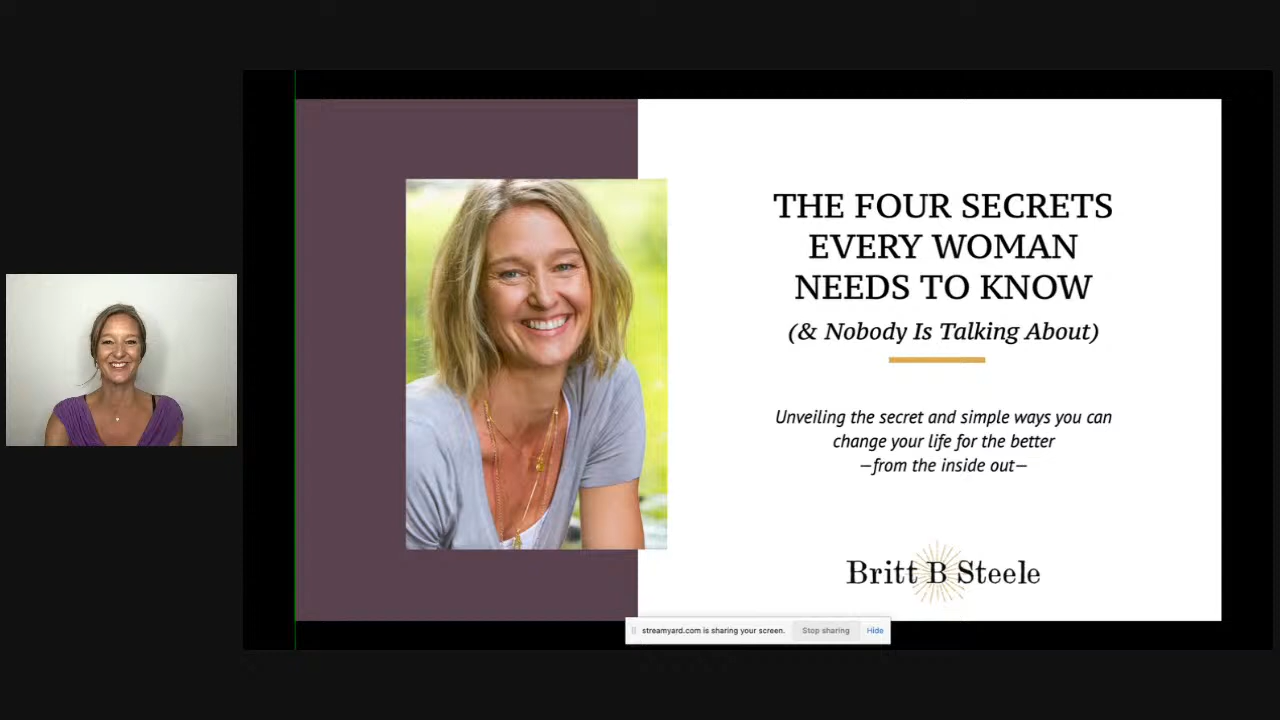 THE FOUR SECRETS
EVERY WOMAN
NEEDS TO KNOW
(& Nobody Is Talking About)
Unveiling the secret and simple ways you can
change your life for the better
—from the inside out—
Britt B Steele
streamyard.com is sharing your screen. Stop sharing Hide